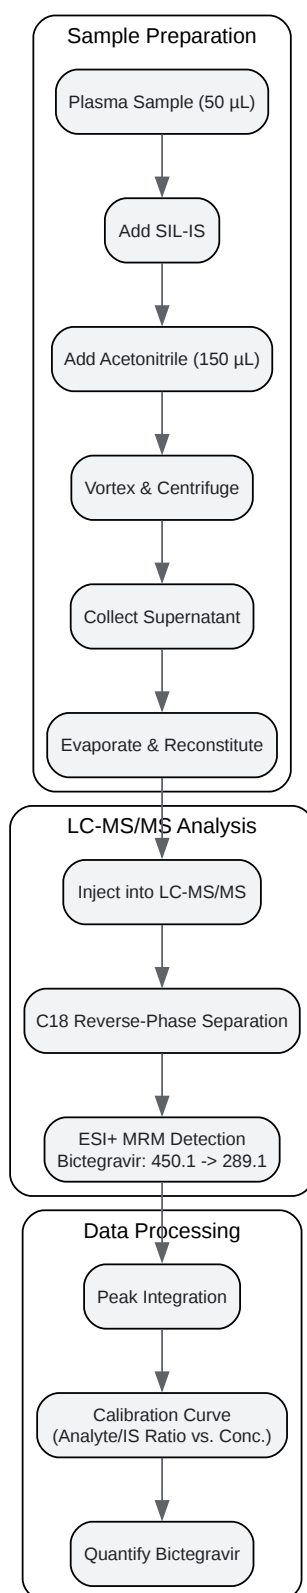 Sample Preparation
Plasma Sample (50 µL)
Add SIL-IS
Add Acetonitrile (150 µL)
Vortex & Centrifuge
Collect Supernatant
Evaporate & Reconstitute
LC-MS/MS Analysis
Inject into LC-MS/MS
C18 Reverse-Phase Separation
ESI+ MRM Detection
Bictegravir: 450.1 -> 289.1
Data Processing
Peak Integration
Calibration Curve
(Analyte/IS Ratio vs. Conc.)
Quantify Bictegravir